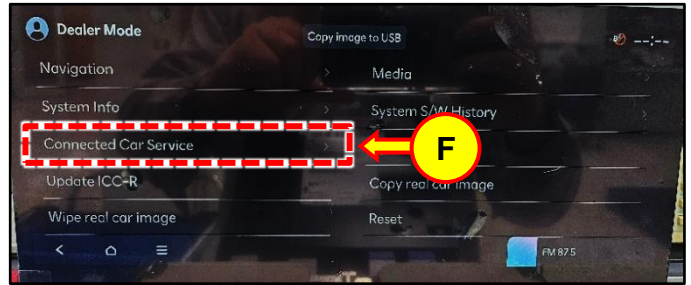 Dealer Mode
Copy image to USB
--:--
Navigation
Media
System Info
System S/W History
Connected Car Service
F
Update ICC-R
Copy real car image
Wipe real car image
Reset
FM 87.5